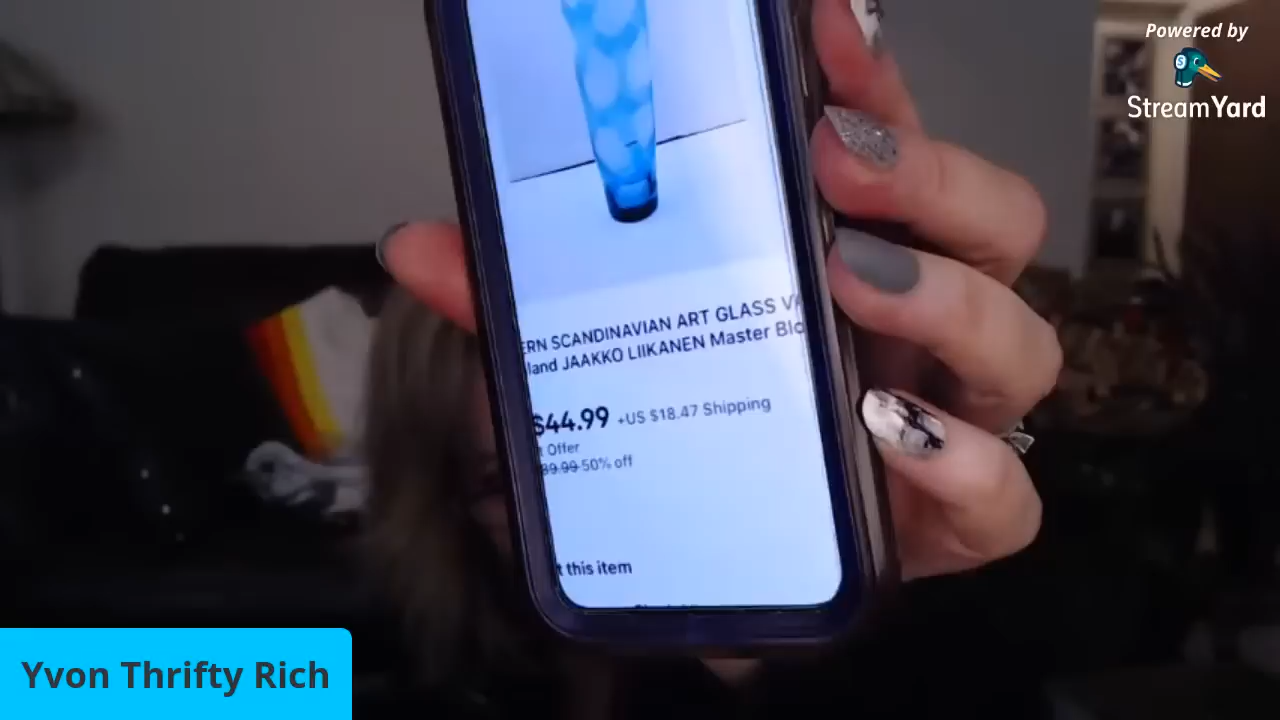 Powered by
StreamYard
ERN SCANDINAVIAN ART GLASS
land JAAKKO LIIKANEN Master Blo
$44.99 +US $18.47 Shipping
t Offer
89.99 50% off
t this item
Yvon Thrifty Rich